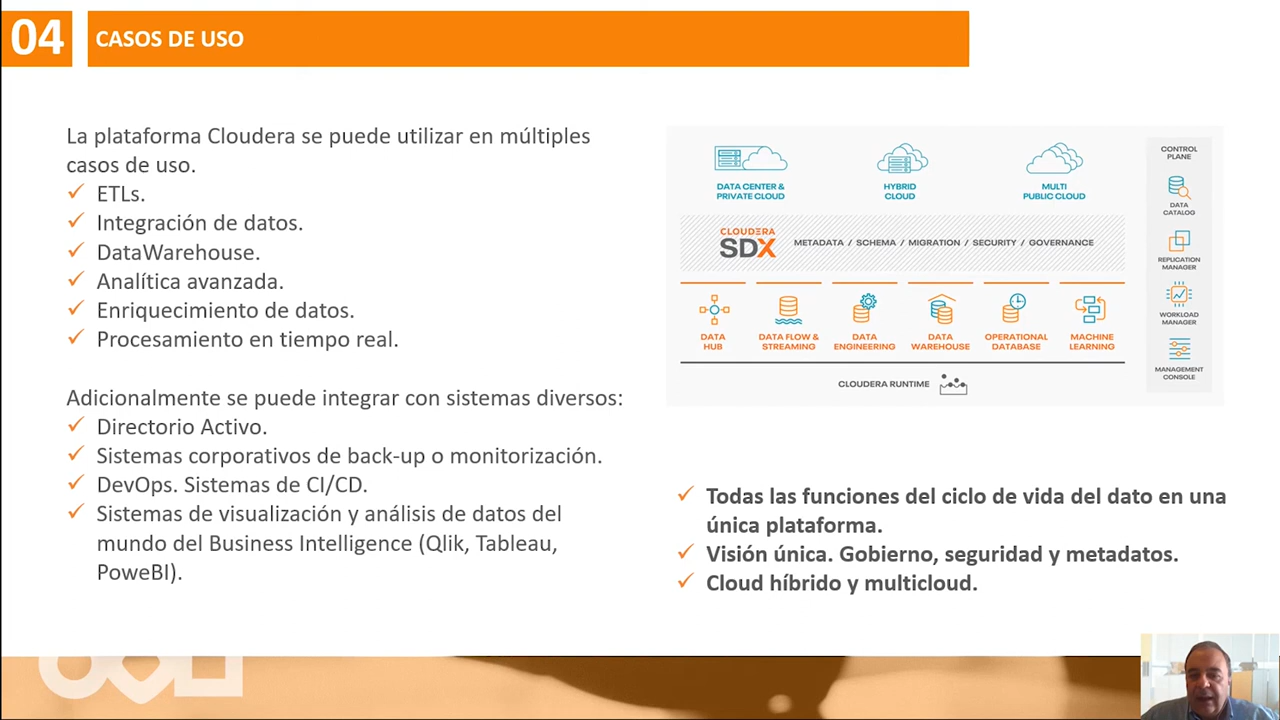 04
CASOS DE USO
La plataforma Cloudera se puede utilizar en múltiples
casos de uso.
ETLs.
Integración de datos.
DataWarehouse.
Analítica avanzada.
Enriquecimiento de datos.
Procesamiento en tiempo real.
Adicionalmente se puede integrar con sistemas diversos:
Directorio Activo.
Sistemas corporativos de back-up o monitorización.
DevOps. Sistemas de CI/CD.
Sistemas de visualización y análisis de datos del
mundo del Business Intelligence (Qlik, Tableau,
PoweBI).
DATA CENTER &
PRIVATE CLOUD
HYBRID
CLOUD
MULTI
PUBLIC CLOUD
CLOUDERA
SDX
METADATA / SCHEMA / MIGRATION / SECURITY / GOVERNANCE
DATA
HUB
DATA FLOW &
STREAMING
DATA
ENGINEERING
DATA
WAREHOUSE
OPERATIONAL
DATABASE
MACHINE
LEARNING
CLOUDERA RUNTIME
CONTROL
PLANE
DATA
CATALOG
REPLICATION
MANAGER
WORKLOAD
MANAGER
MANAGEMENT
CONSOLE
Todas las funciones del ciclo de vida del dato en una
única plataforma.
Visión única. Gobierno, seguridad y metadatos.
Cloud híbrido y multicloud.